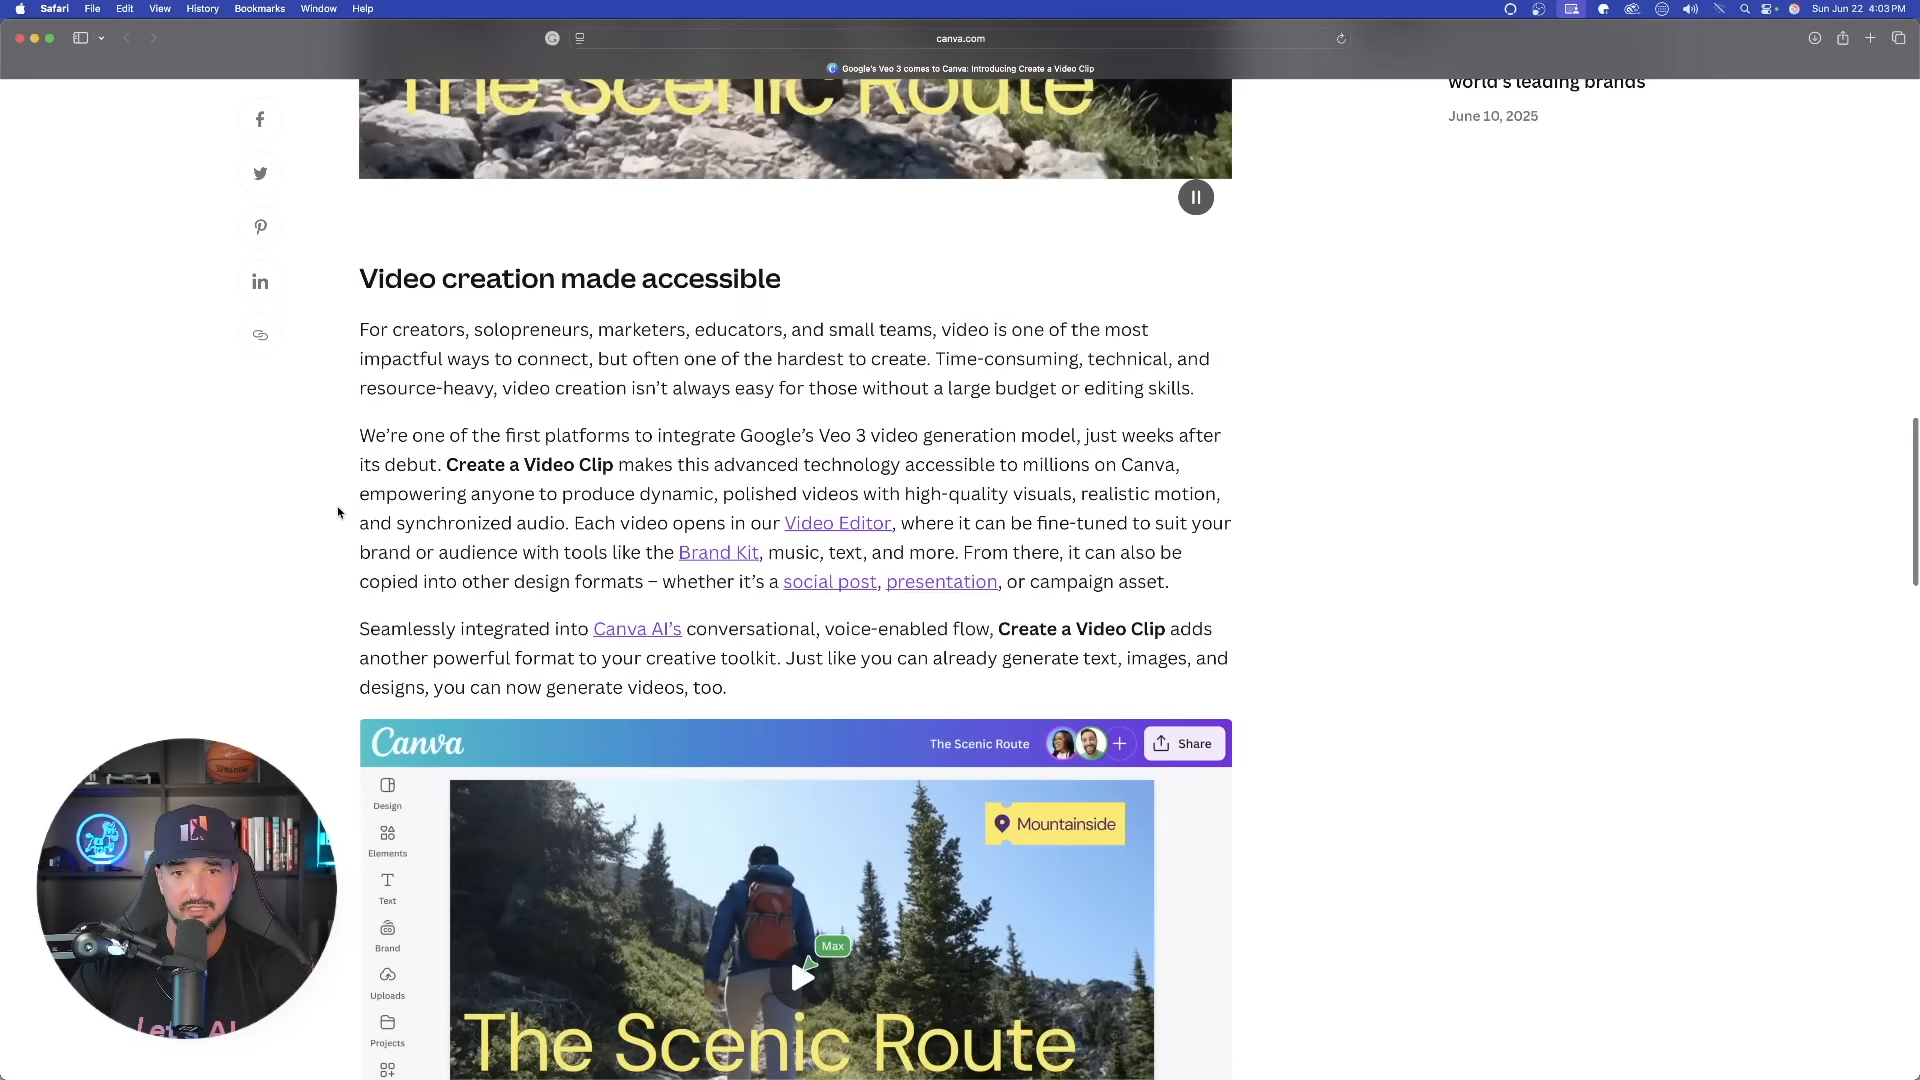 Safari File Edit View History Bookmarks Window Help
Sun Jun 22 4:03 PM
canva.com
Google's Veo 3 comes to Canva: Introducing Create a Video Clip
The Scenic Route
world's leading brands
June 10, 2025
Video creation made accessible
For creators, solopreneurs, marketers, educators, and small teams, video is one of the most
impactful ways to connect, but often one of the hardest to create. Time-consuming, technical, and
resource-heavy, video creation isn't always easy for those without a large budget or editing skills.
We're one of the first platforms to integrate Google's Veo 3 video generation model, just weeks after
its debut. Create a Video Clip makes this advanced technology accessible to millions on Canva,
empowering anyone to produce dynamic, polished videos with high-quality visuals, realistic motion,
and synchronized audio. Each video opens in our Video Editor, where it can be fine-tuned to suit your
brand or audience with tools like the Brand Kit, music, text, and more. From there, it can also be
copied into other design formats – whether it's a social post, presentation, or campaign asset.
Seamlessly integrated into Canva AI's conversational, voice-enabled flow, Create a Video Clip adds
another powerful format to your creative toolkit. Just like you can already generate text, images, and
designs, you can now generate videos, too.
Canva
The Scenic Route
Share
Design
Elements
Text
Brand
Uploads
Projects
Mountainside
Max
The Scenic Route
SPALDING